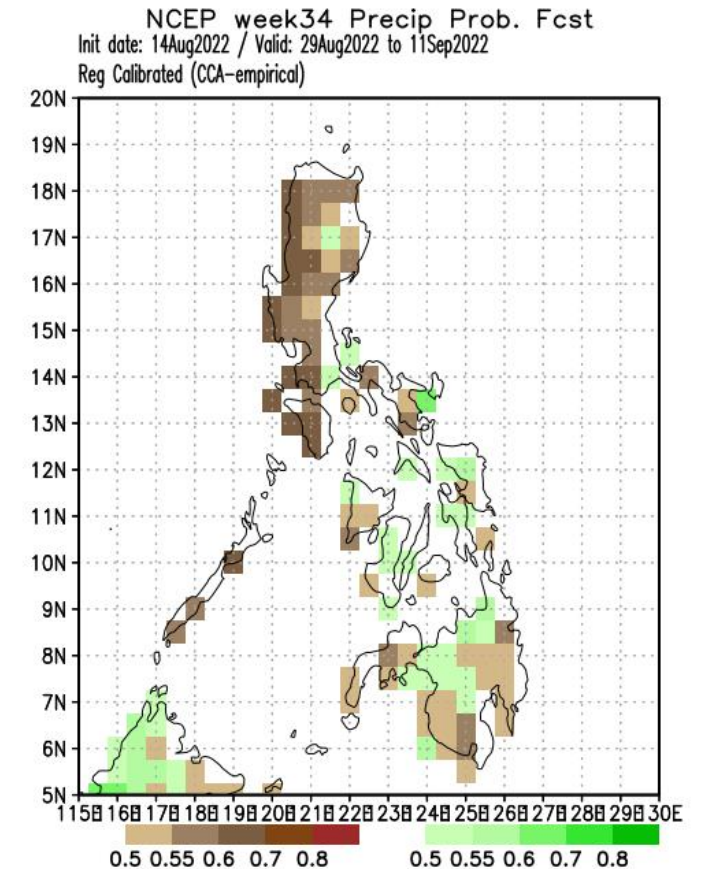 NCEP week34 Precip Prob. Fcst
Init date: 14Aug2022 / Valid: 29Aug2022 to 11Sep2022
Reg Calibrated (CCA-empirical)
20N
19N
18N
17N
16N
15N
14N
13N
12N
11N
10N
9N
8N
7N
6N
5N
115E 116E 117E 118E 119E 120E 121E 122E 123E 124E 125E 126E 127E 128E 129E 130E
0.5 0.55 0.6 0.7 0.8 0.5 0.55 0.6 0.7 0.8